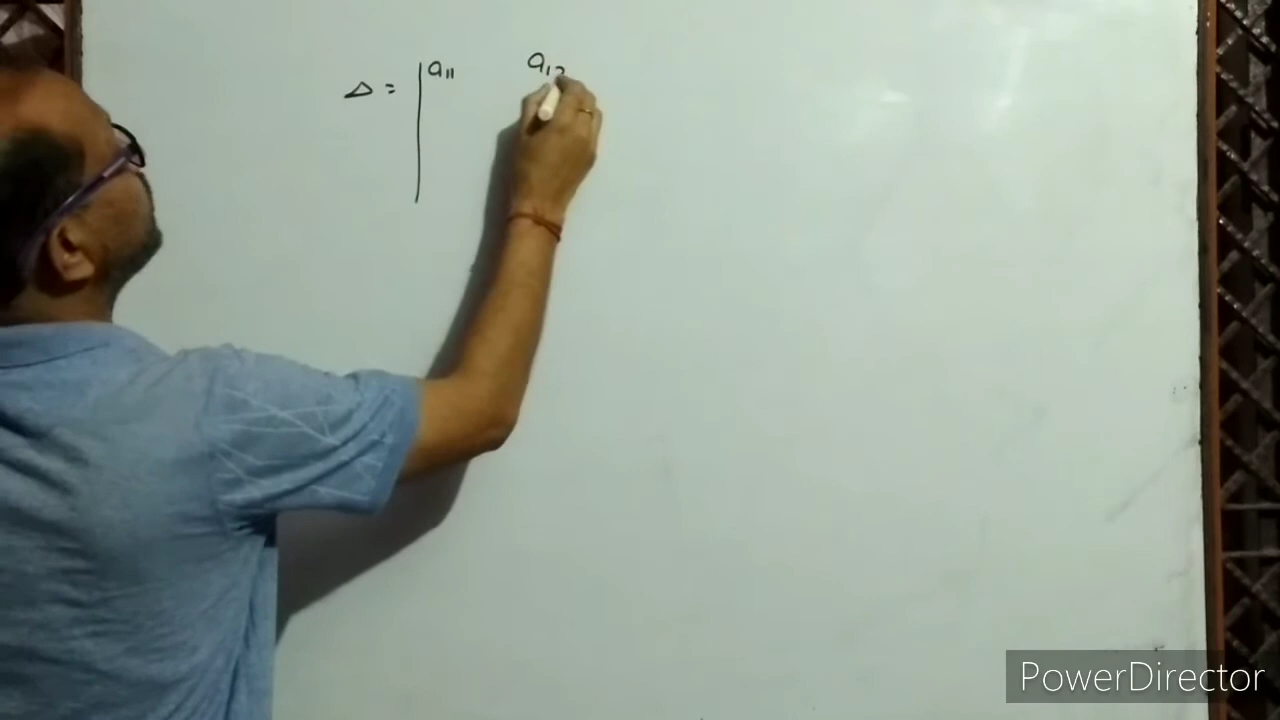 Δ = | a₁₁ a₁₂
PowerDirector